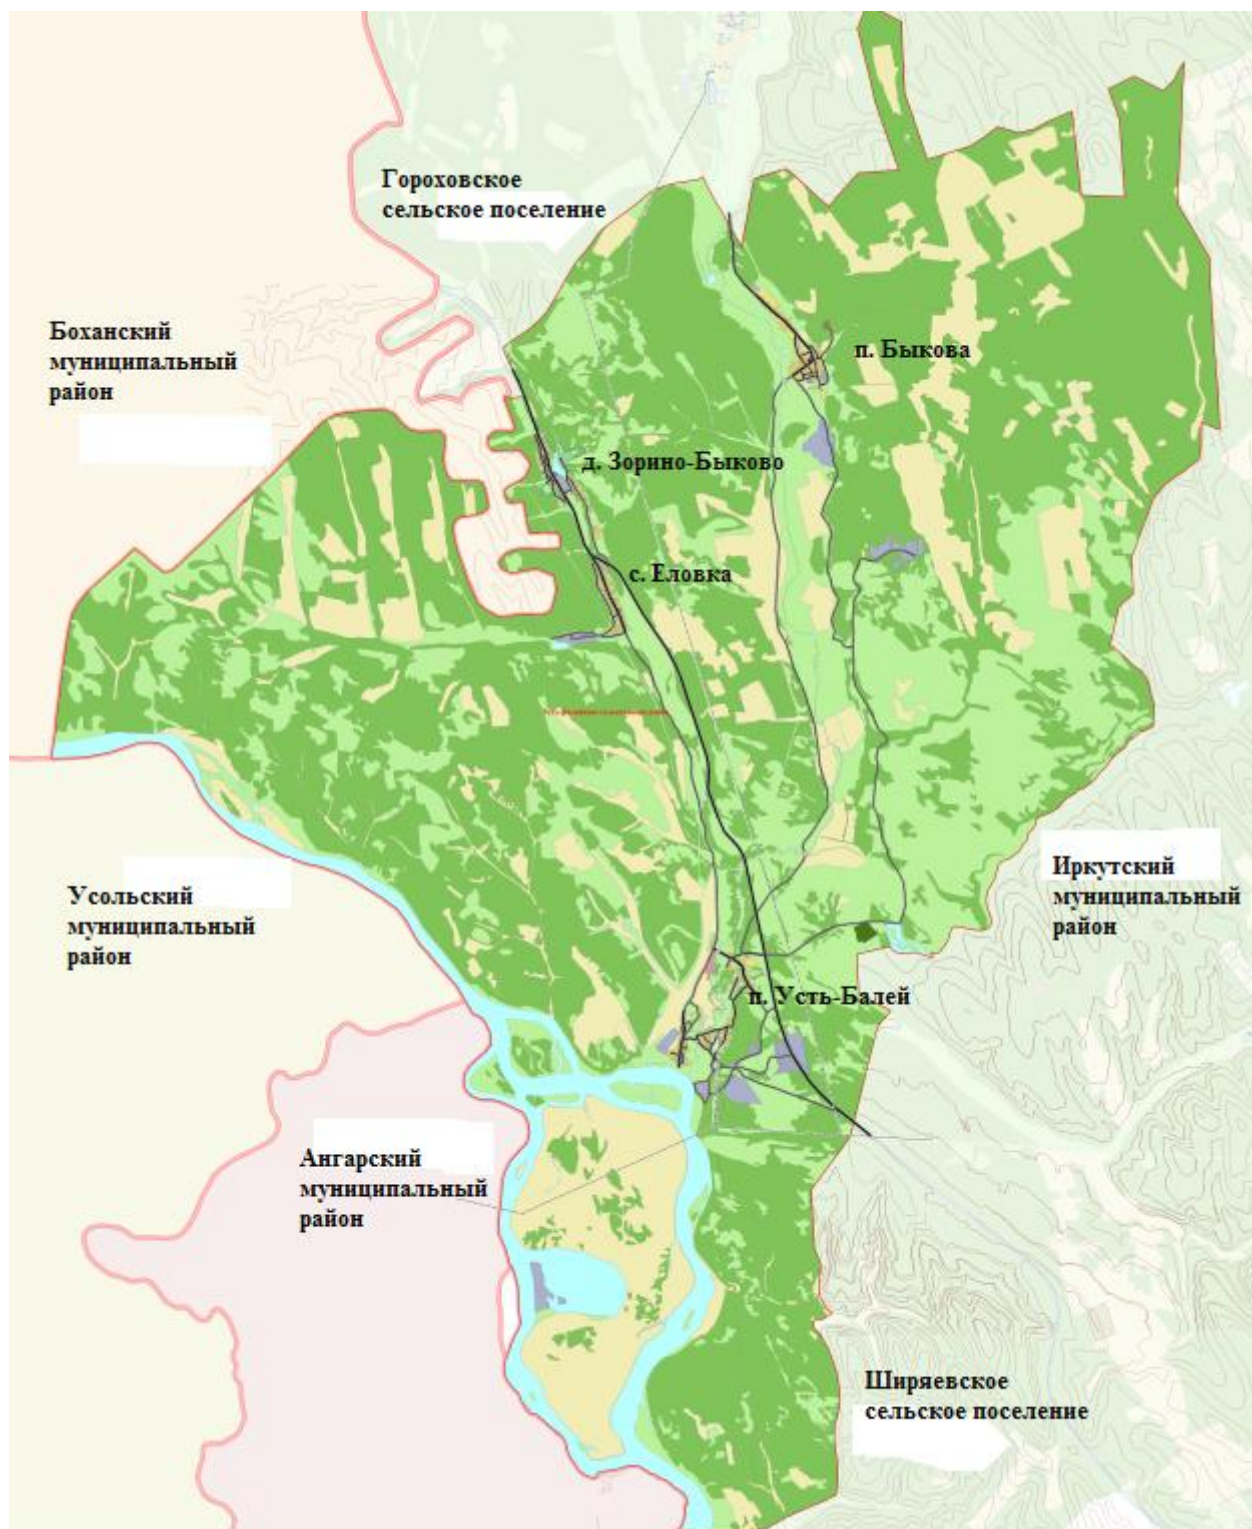 Гороховское
сельское поселение
Боханский
муниципальный
район
п. Быкова
д. Зорино-Быково
с. Еловка
Иркутский
муниципальный
район
Усольский
муниципальный
район
п. Усть-Балей
Ангарский
муниципальный
район
Ширяевское
сельское поселение